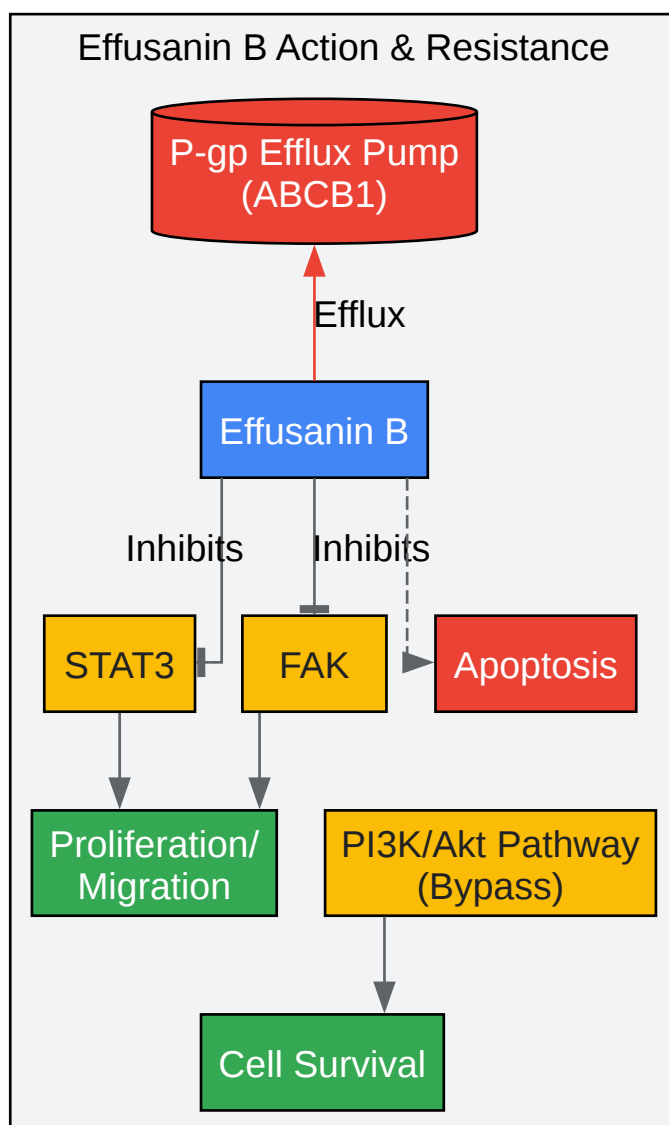 Effusanin B Action & Resistance
P-gp Efflux Pump
(ABCB1)
Efflux
Effusanin B
Inhibits
Inhibits
STAT3
FAK
Apoptosis
Proliferation/
Migration
PI3K/Akt Pathway
(Bypass)
Cell Survival